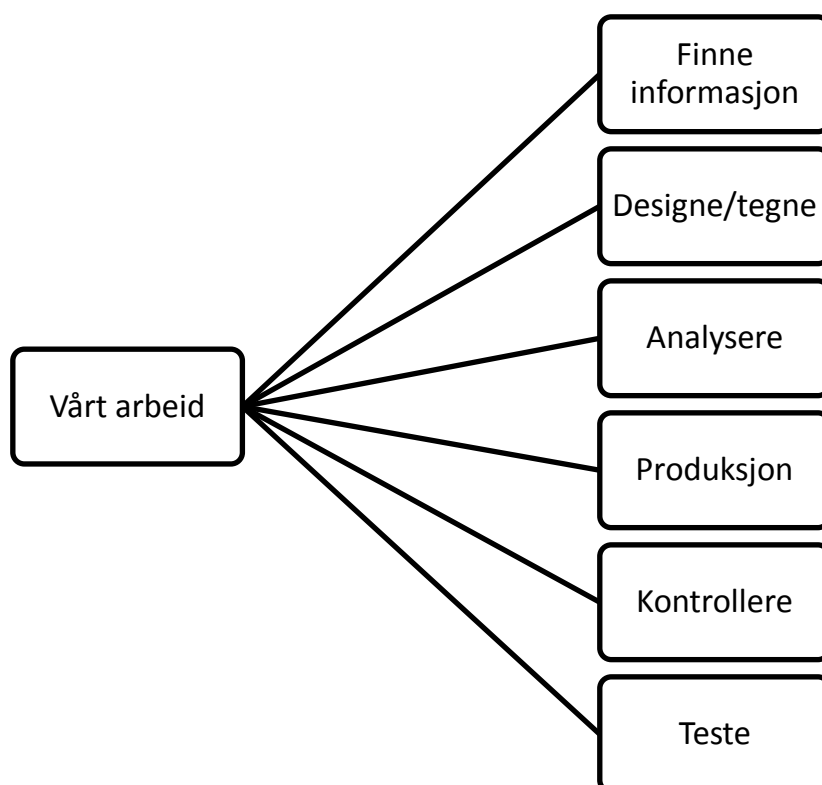 Finne
informasjon
Designe/tegne
Analysere
Vårt arbeid
Produksjon
Kontrollere
Teste